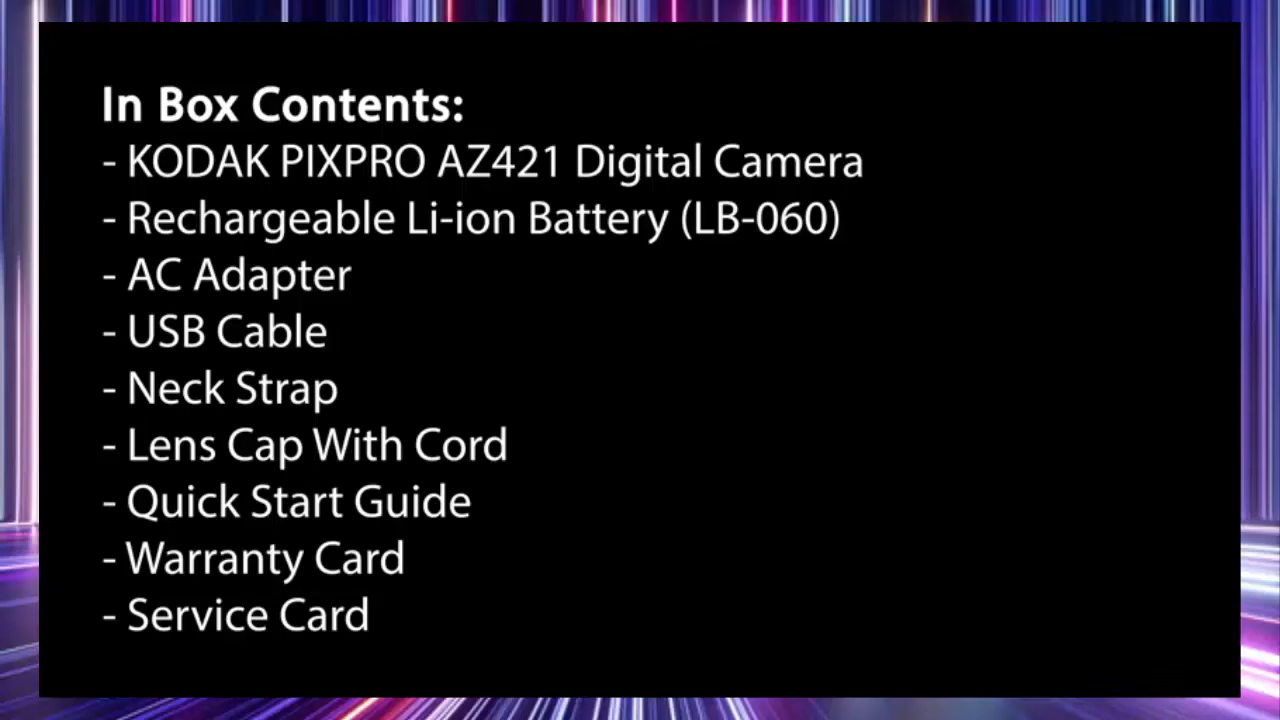 In Box Contents:
- KODAK PIXPRO AZ421 Digital Camera
- Rechargeable Li-ion Battery (LB-060)
- AC Adapter
- USB Cable
- Neck Strap
- Lens Cap With Cord
- Quick Start Guide
- Warranty Card
- Service Card